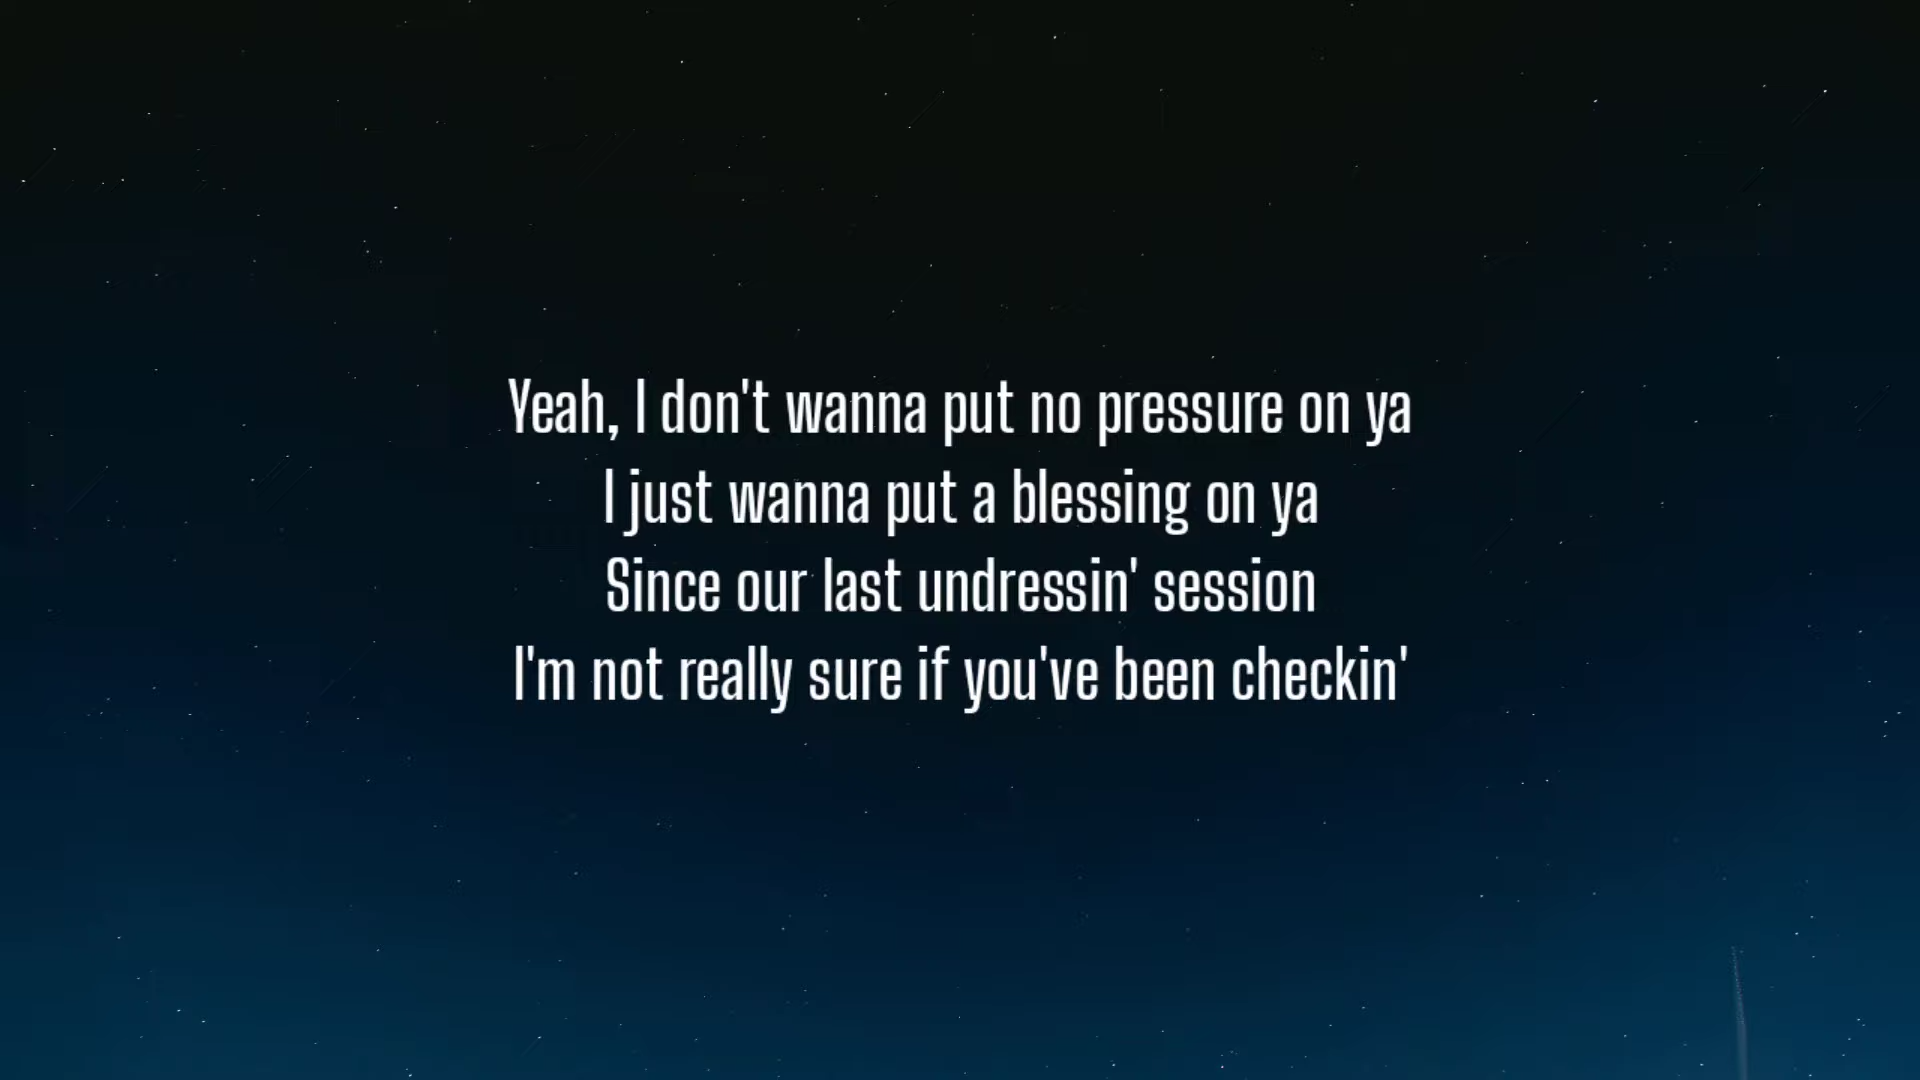 Yeah, I don't wanna put no pressure on ya
I just wanna put a blessing on ya
Since our last undressin' session
I'm not really sure if you've been checkin'